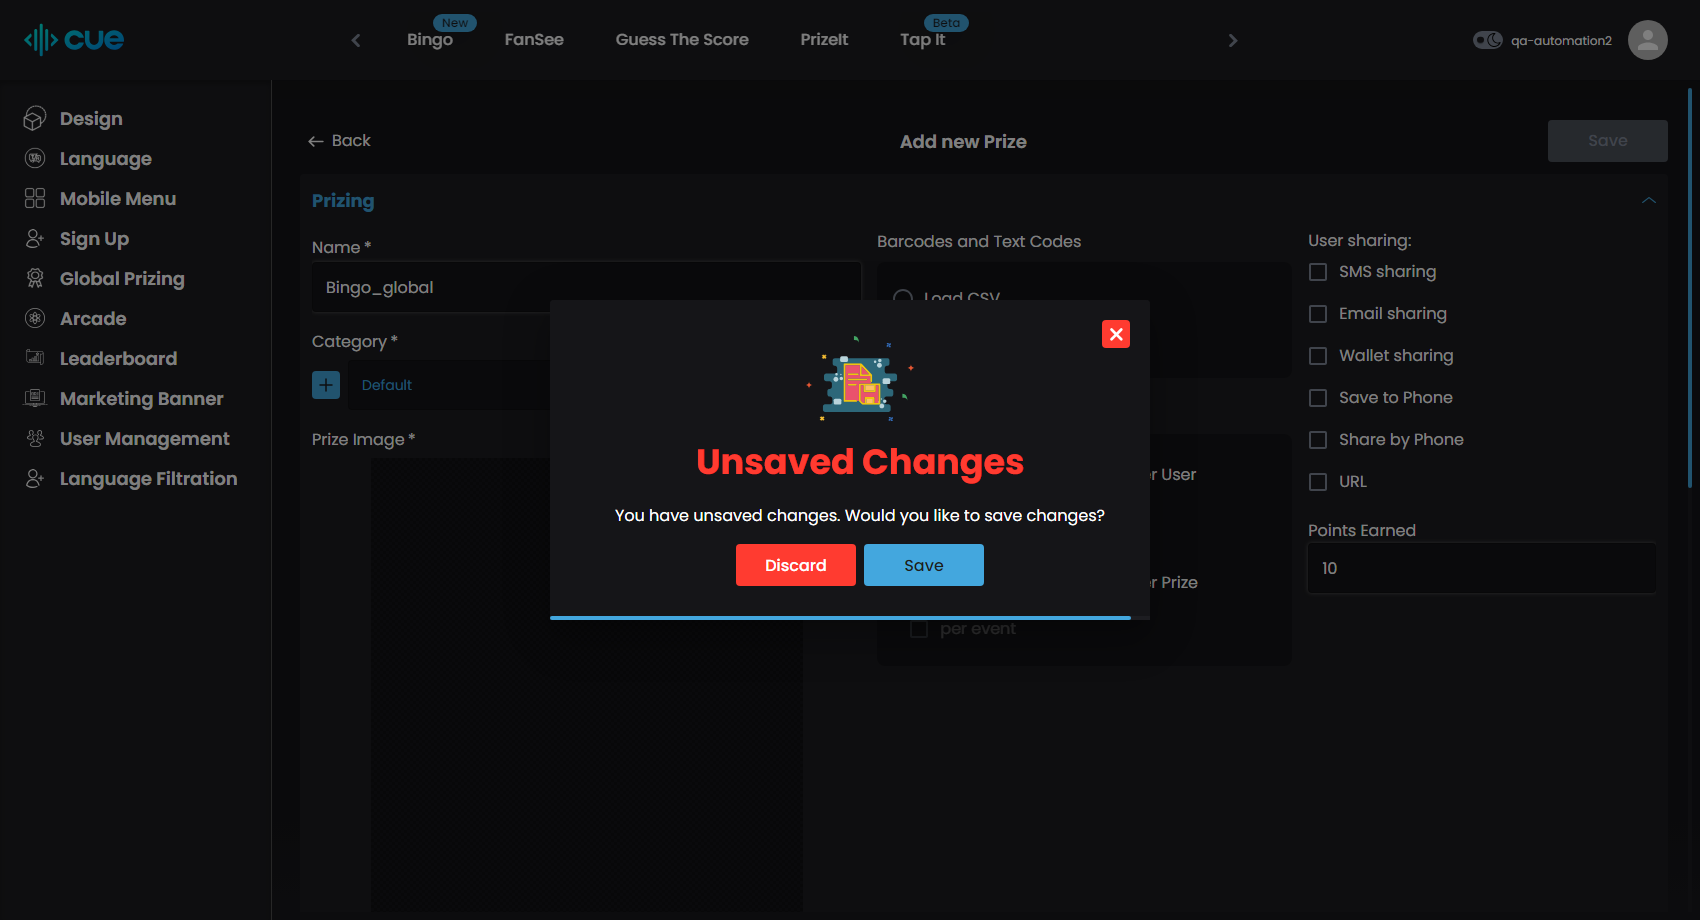 cue
New
Bingo
FanSee
Guess The Score
PrizeIt
Beta
Tap It
qa-automation2
Design
Language
Mobile Menu
Sign Up
Global Prizing
Arcade
Leaderboard
Marketing Banner
User Management
Language Filtration
Back
Add new Prize
Save
Prizing
Name *
Bingo_global
Category *
Default
Prize Image *
Barcodes and Text Codes
Load CSV
User
Prize
per event
User sharing:
SMS sharing
Email sharing
Wallet sharing
Save to Phone
Share by Phone
URL
Points Earned
10
Unsaved Changes
You have unsaved changes. Would you like to save changes?
Discard
Save